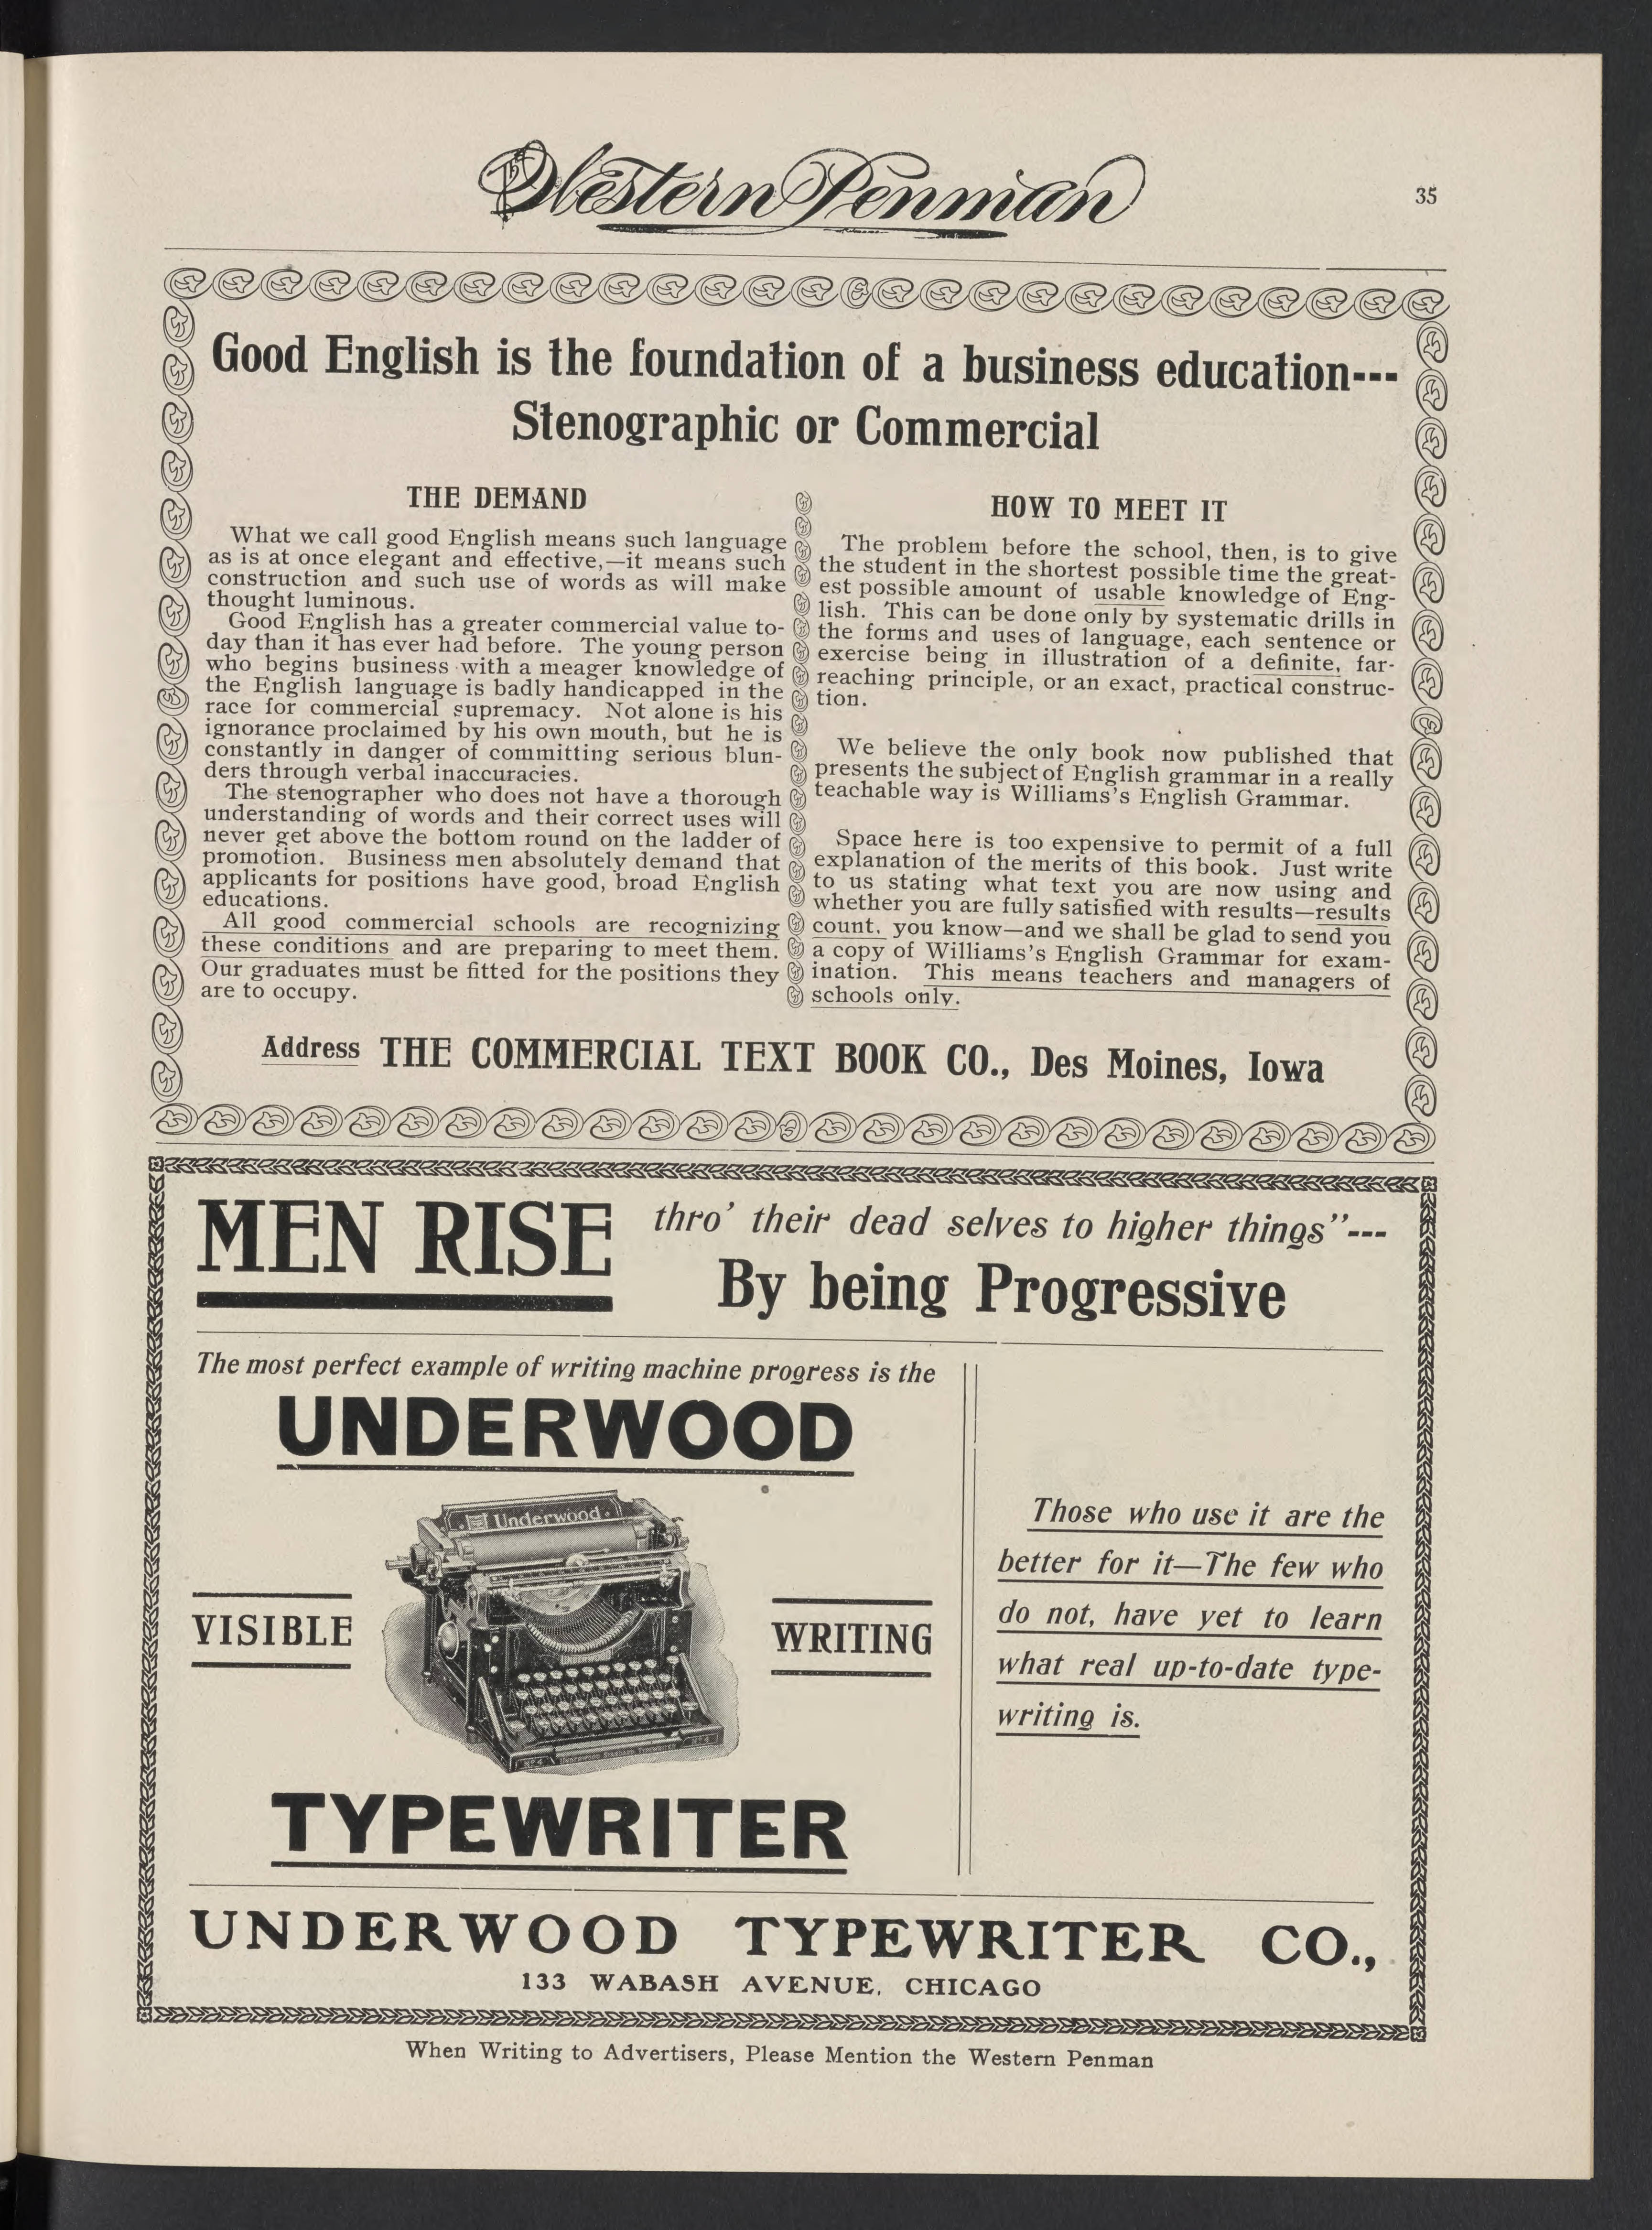 The Western Penman
35
Good English is the foundation of a business education---
Stenographic or Commercial
THE DEMAND
What we call good English means such language
as is at once elegant and effective,—it means such
construction and such use of words as will make
thought luminous.
Good English has a greater commercial value to-
day than it has ever had before. The young person
who begins business with a meager knowledge of
the English language is badly handicapped in the
race for commercial supremacy. Not alone is his
ignorance proclaimed by his own mouth, but he is
constantly in danger of committing serious blun-
ders through verbal inaccuracies.
The stenographer who does not have a thorough
understanding of words and their correct uses will
never get above the bottom round on the ladder of
promotion. Business men absolutely demand that
applicants for positions have good, broad English
educations.
All good commercial schools are recognizing
these conditions and are preparing to meet them.
Our graduates must be fitted for the positions they
are to occupy.
HOW TO MEET IT
The problem before the school, then, is to give
the student in the shortest possible time the great-
est possible amount of usable knowledge of Eng-
lish. This can be done only by systematic drills in
the forms and uses of language, each sentence or
exercise being in illustration of a definite, far-
reaching principle, or an exact, practical construc-
tion.
We believe the only book now published that
presents the subject of English grammar in a really
teachable way is Williams's English Grammar.
Space here is too expensive to permit of a full
explanation of the merits of this book. Just write
to us stating what text you are now using and
whether you are fully satisfied with results—results
count, you know—and we shall be glad to send you
a copy of Williams's English Grammar for exam-
ination. This means teachers and managers of
schools only.
Address THE COMMERCIAL TEXT BOOK CO., Des Moines, Iowa
MEN RISE thro' their dead selves to higher things"---
By being Progressive
The most perfect example of writing machine progress is the
UNDERWOOD
Underwood
VISIBLE
WRITING
No 4 Underwood Standard Typewriter No 4
TYPEWRITER
Those who use it are the
better for it—The few who
do not, have yet to learn
what real up-to-date type-
writing is.
UNDERWOOD TYPEWRITER CO.,
133 WABASH AVENUE, CHICAGO
When Writing to Advertisers, Please Mention the Western Penman